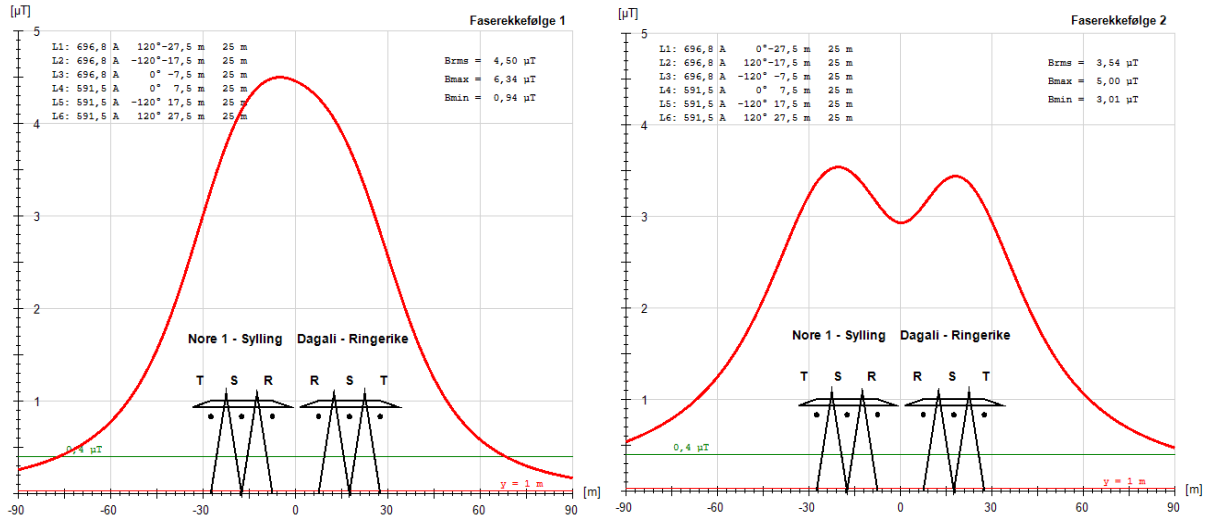 [µT]
Faserekkefølge 1
5
L1: 696,8 A 120°-27,5 m 25 m
L2: 696,8 A -120°-17,5 m 25 m
L3: 696,8 A 0° -7,5 m 25 m
L4: 591,5 A 0° 7,5 m 25 m
L5: 591,5 A -120° 17,5 m 25 m
L6: 591,5 A 120° 27,5 m 25 m
Brms = 4,50 µT
Bmax = 6,34 µT
Bmin = 0,94 µT
4
3
2
Nore 1 - Sylling Dagali - Ringerike
T S R R S T
1
0,4 µT
y = 1 m
[m]
-90 -60 -30 0 30 60 90
[µT]
Faserekkefølge 2
5
L1: 696,8 A 0°-27,5 m 25 m
L2: 696,8 A 120°-17,5 m 25 m
L3: 696,8 A -120° -7,5 m 25 m
L4: 591,5 A 0° 7,5 m 25 m
L5: 591,5 A -120° 17,5 m 25 m
L6: 591,5 A 120° 27,5 m 25 m
Brms = 3,54 µT
Bmax = 5,00 µT
Bmin = 3,01 µT
4
3
2
Nore 1 - Sylling Dagali - Ringerike
T S R R S T
1
0,4 µT
y = 1 m
[m]
-90 -60 -30 0 30 60 90